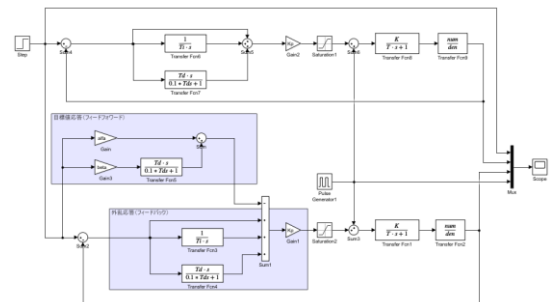 Step
Sum4
1
Ti · s
Transfer Fcn6
Td · s
0.1 * Tds + 1
Transfer Fcn7
Sum5
Kp
Gain2
Saturation1
Sum6
K
T · s + 1
Transfer Fcn8
num
den
Transfer Fcn9
目標値応答(フィードフォワード)
alfa
Gain
beta
Gain3
Td · s
0.1 * Tds + 1
Transfer Fcn5
Sum
Pulse
Generator1
Mux
Scope
外乱応答(フィードバック)
Sum2
1
Ti · s
Transfer Fcn3
Td · s
0.1 * Tds + 1
Transfer Fcn4
Sum1
Kp
Gain1
Saturation2
Sum3
K
T · s + 1
Transfer Fcn1
num
den
Transfer Fcn2